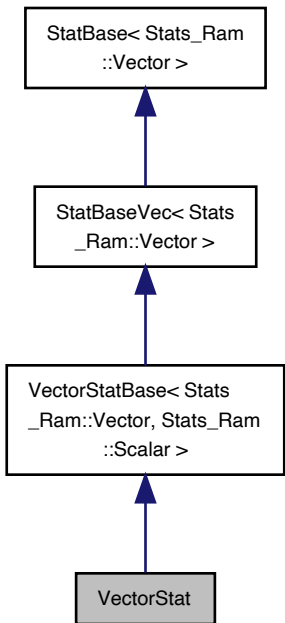 StatBase< Stats_Ram
::Vector >
StatBaseVec< Stats
_Ram::Vector >
VectorStatBase< Stats
_Ram::Vector, Stats_Ram
::Scalar >
VectorStat